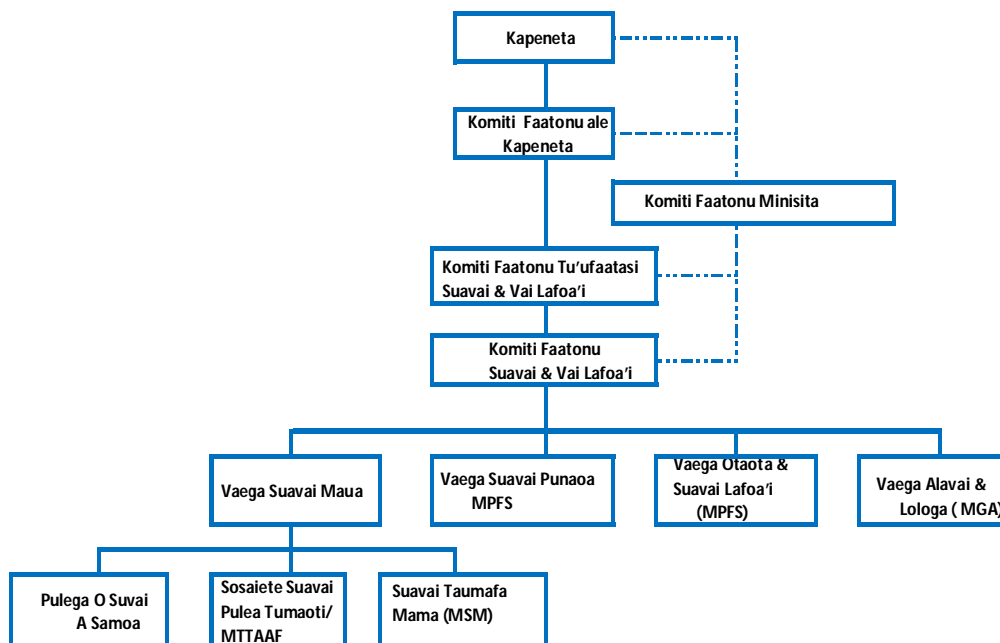 Kapeneta
Komiti Faatonu ale
Kapeneta
Komiti Faatonu Minisita
Komiti Faatonu Tu'ufaatasi
Suavai & Vai Lafoa'i
Komiti Faatonu
Suavai & Vai Lafoa'i
Vaega Suavai Maua
Vaega Suavai Punaoa
MPFS
Vaega Otaota &
Suavai Lafoa'i
(MPFS)
Vaega Alavai &
Lologa ( MGA)
Pulega O Suvai
A Samoa
Sosaiete Suavai
Pulea Tumaoti/
MTTAAF
Suavai Taumafa
Mama (MSM)